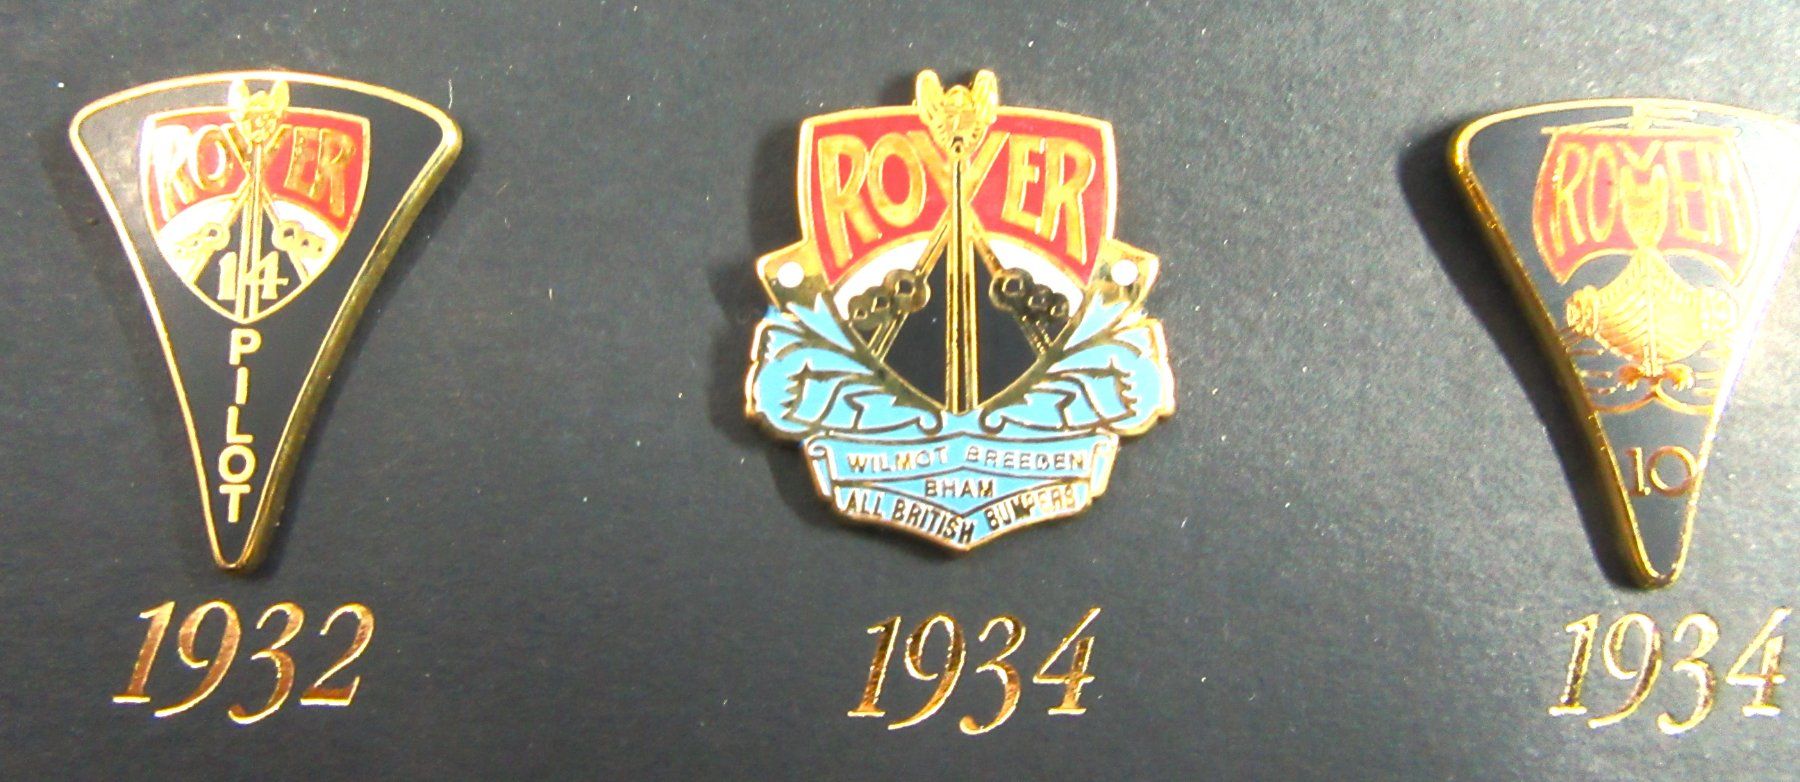 ROVER
14
PILOT
1932
ROVER
WILMOT BREEDEN
BHAM
ALL BRITISH BUMPERS
1934
ROVER
10
1934